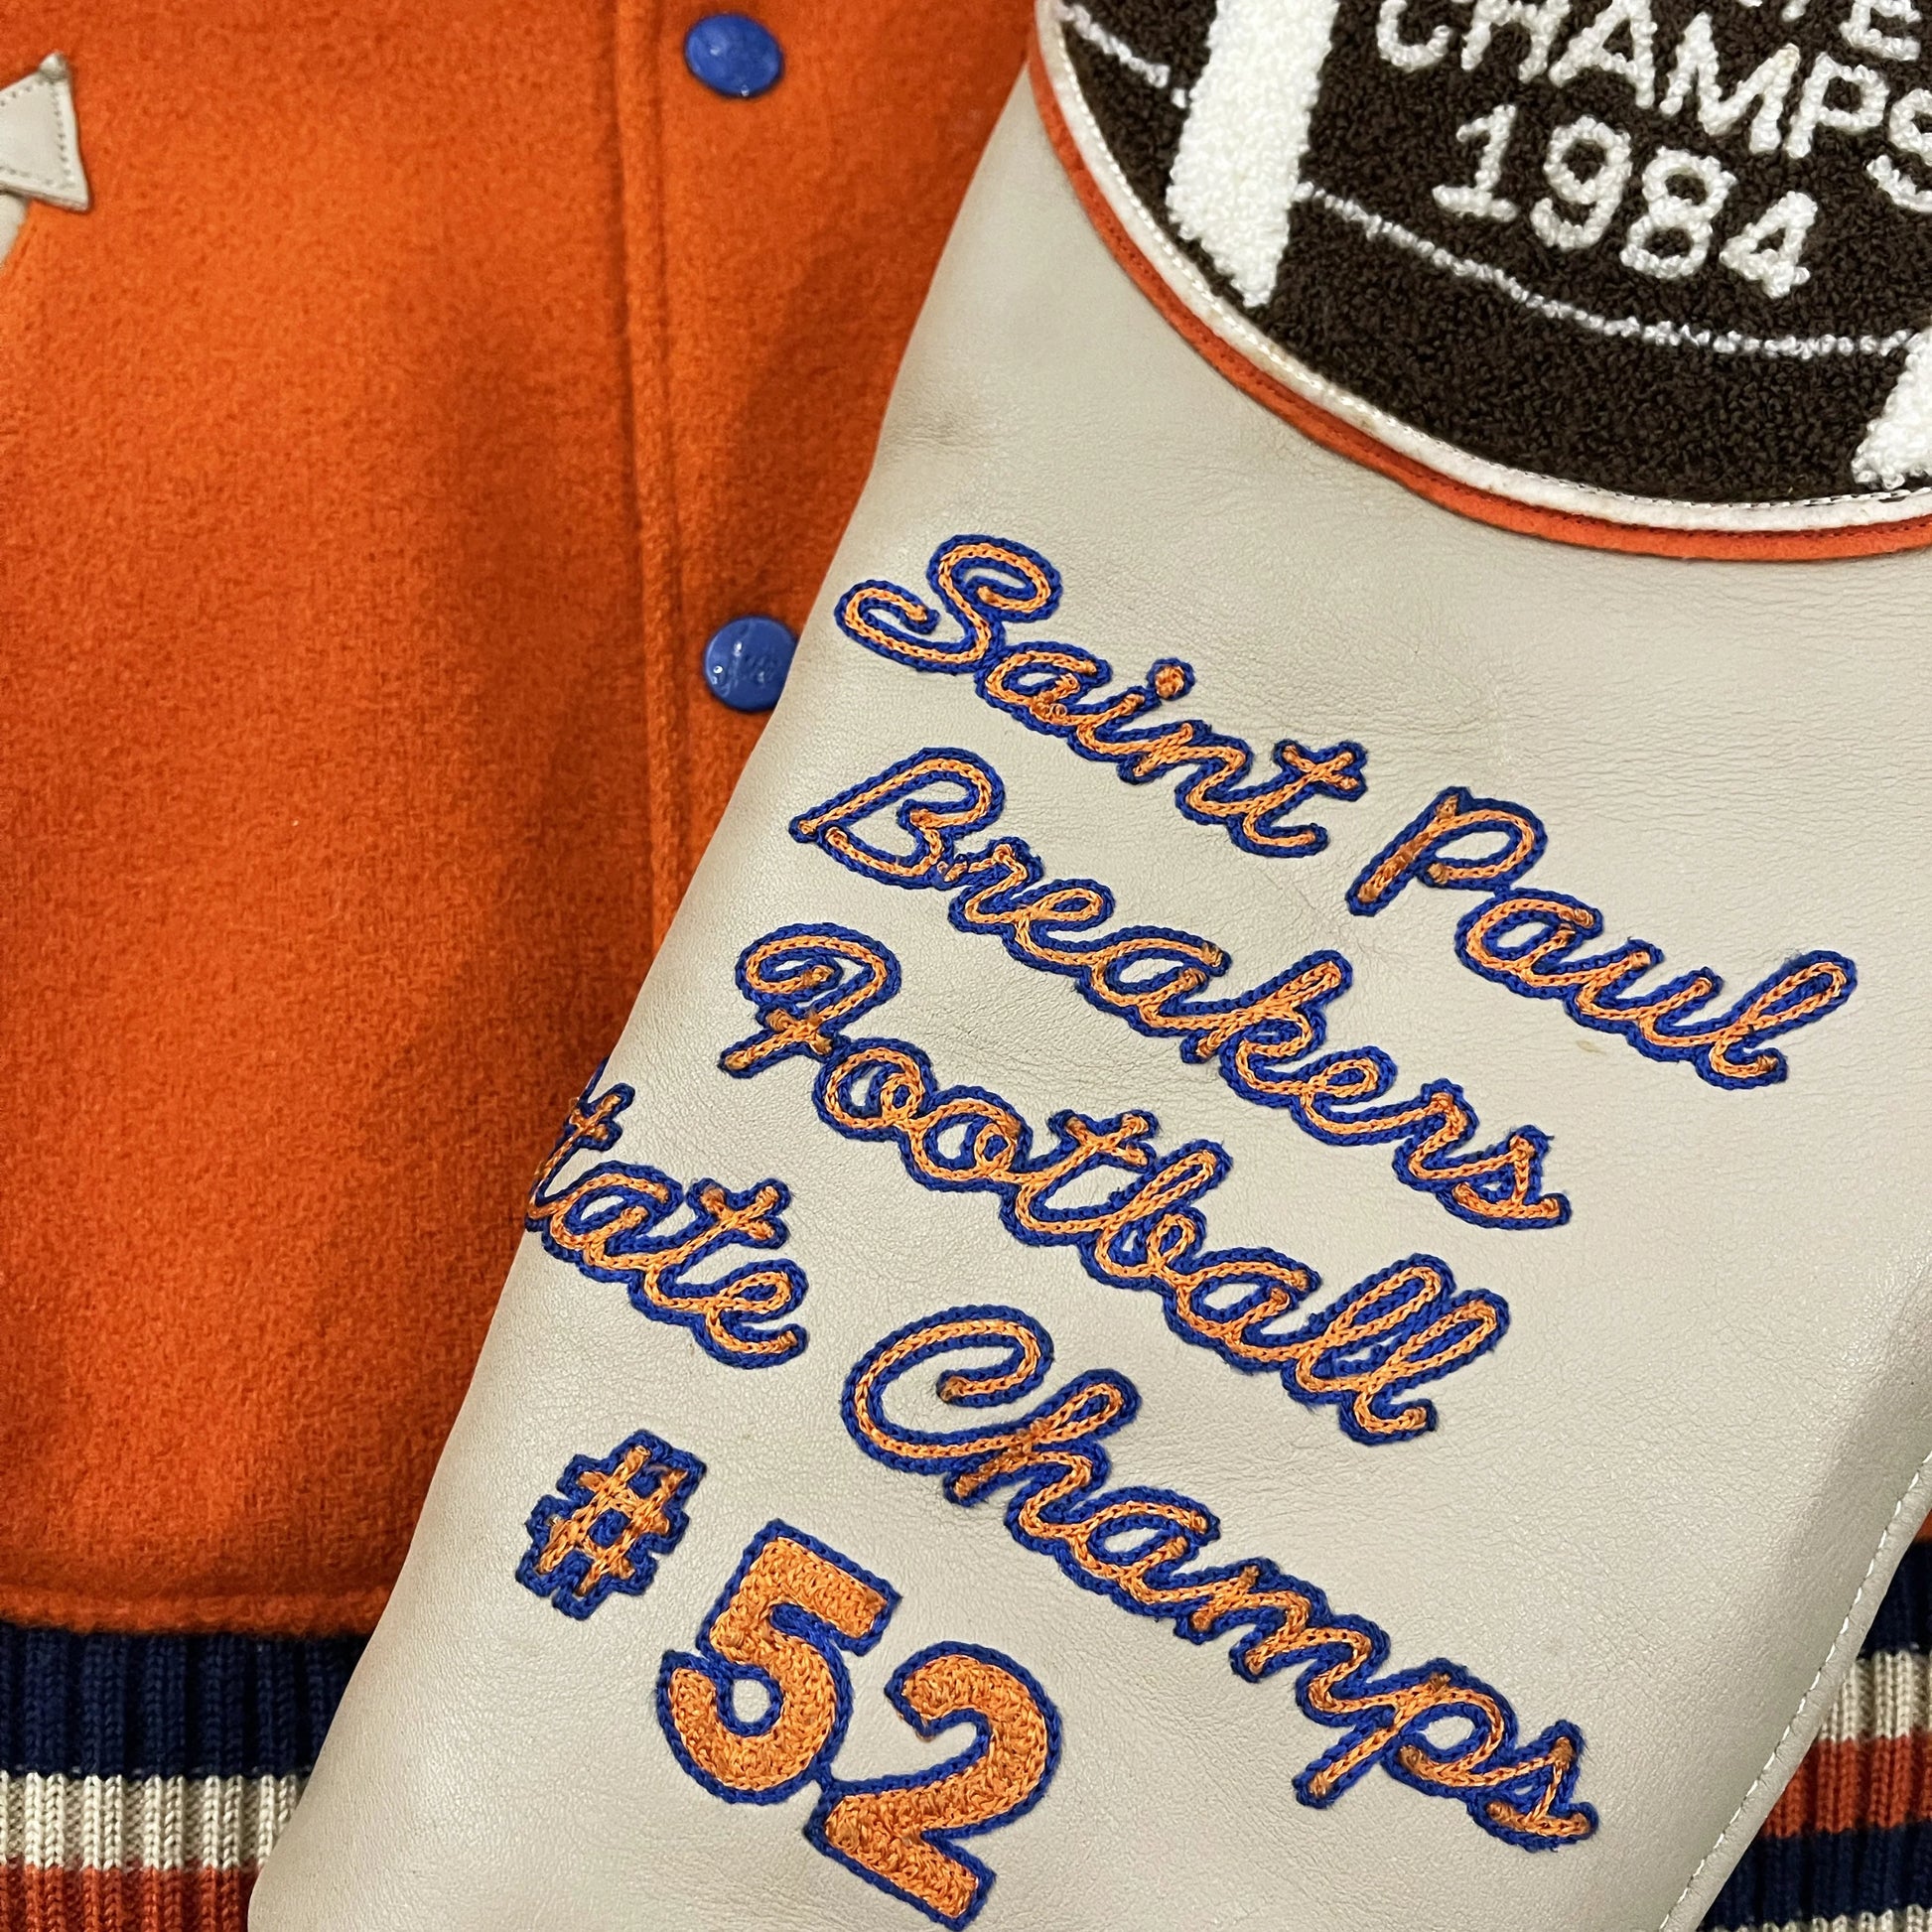 CHAMPS
1984
Saint Paul
Breakers
Football
tate Champs
#52